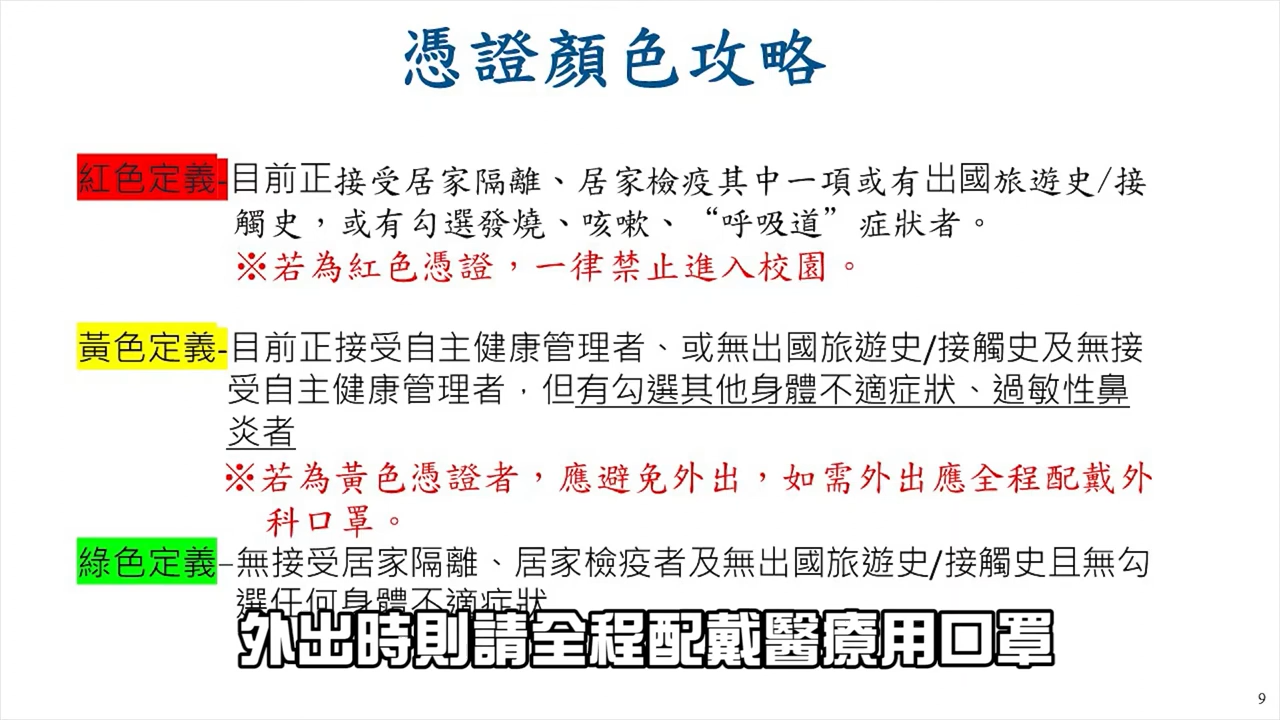 憑證顏色攻略
紅色定義-目前正接受居家隔離、居家檢疫其中一項或有出國旅遊史/接
觸史，或有勾選發燒、咳嗽、“呼吸道”症狀者。
※若為紅色憑證，一律禁止進入校園。
黃色定義-目前正接受自主健康管理者、或無出國旅遊史/接觸史及無接
受自主健康管理者，但有勾選其他身體不適症狀、過敏性鼻
炎者
※若為黃色憑證者，應避免外出，如需外出應全程配戴外
科口罩。
綠色定義-無接受居家隔離、居家檢疫者及無出國旅遊史/接觸史且無勾
選任何身體不適症狀
外出時則請全程配戴醫療用口罩
9